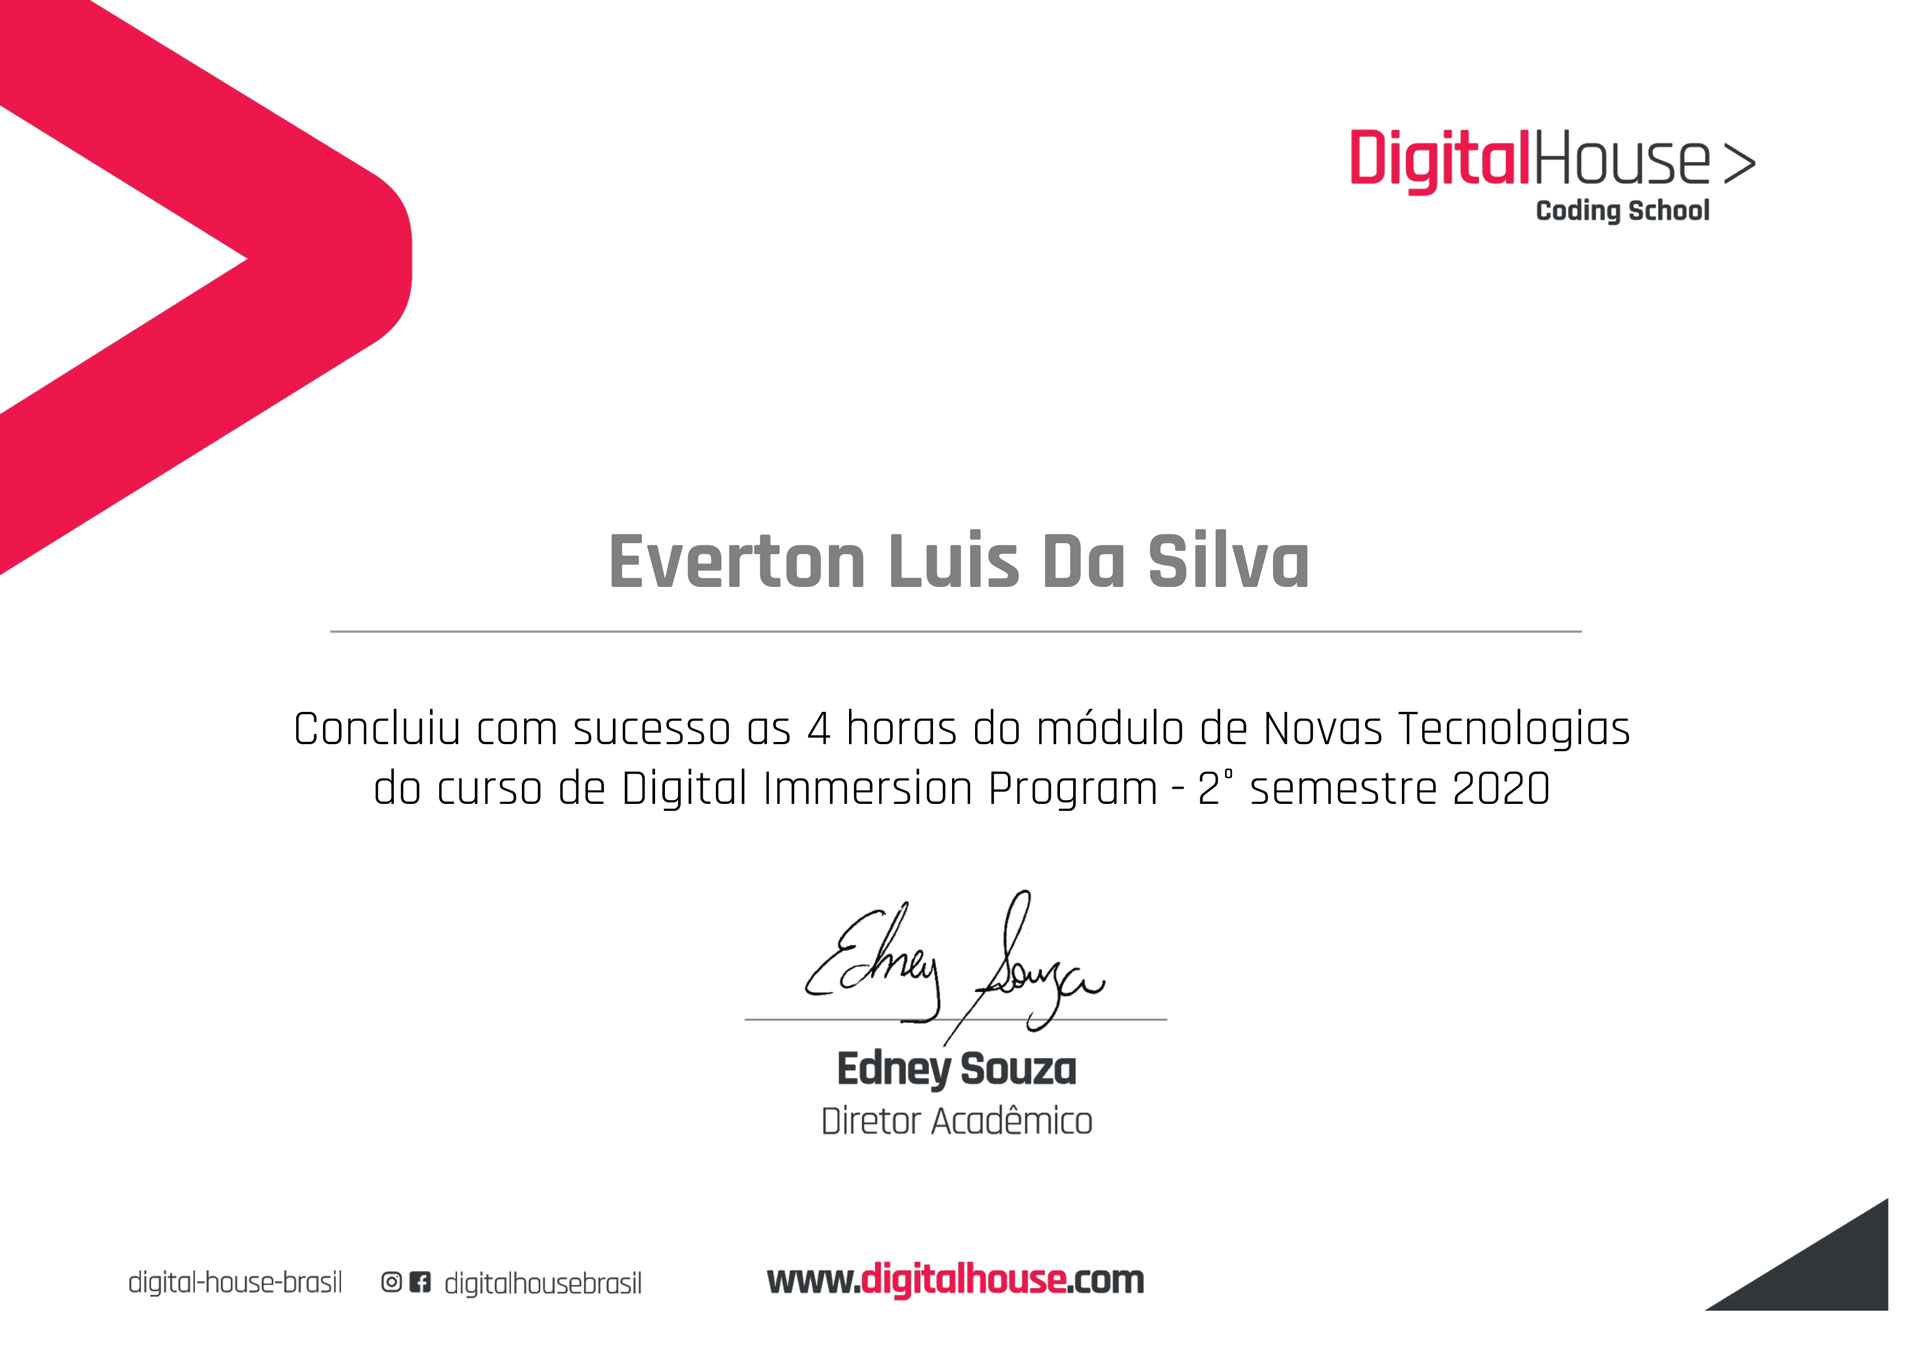 DigitalHouse >
Coding School
Everton Luis Da Silva
Concluiu com sucesso as 4 horas do módulo de Novas Tecnologias
do curso de Digital Immersion Program - 2° semestre 2020
Edney Souza
Edney Souza
Diretor Acadêmico
digital-house-brasil digitalhousebrasil www.digitalhouse.com